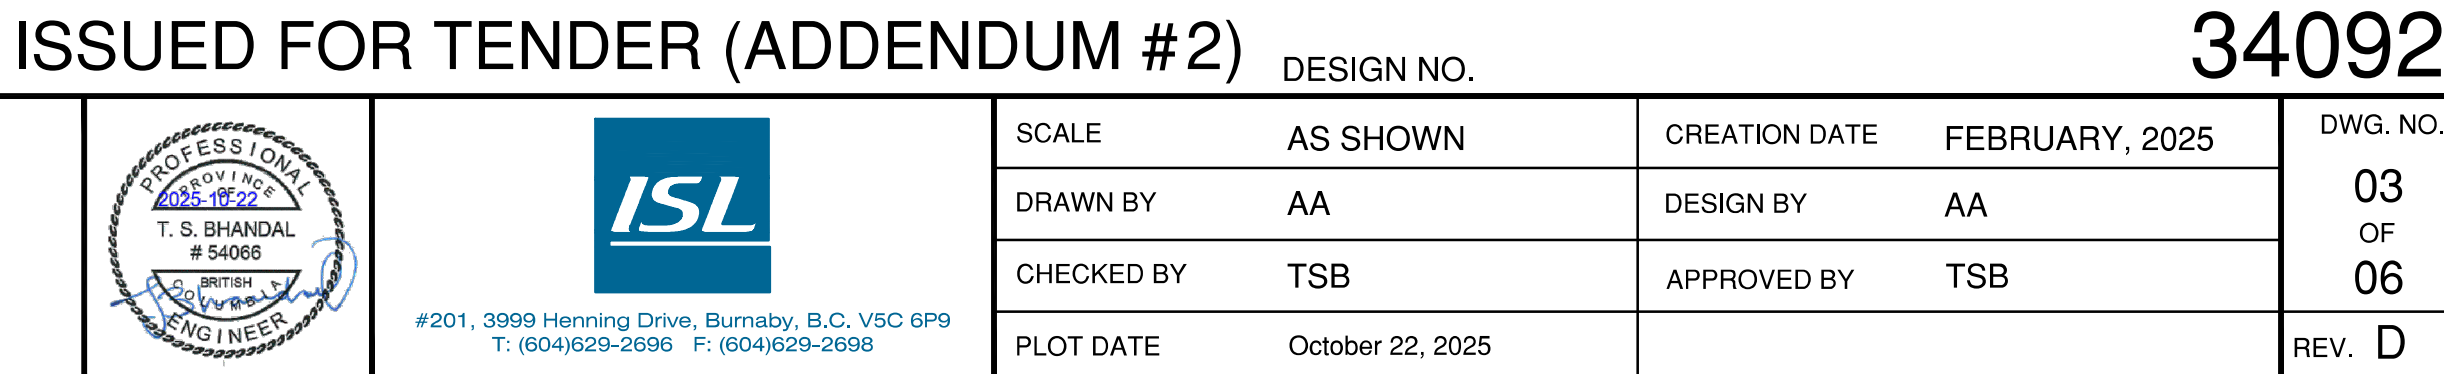 ISSUED FOR TENDER (ADDENDUM #2) DESIGN NO. 34092
PROFESSIONAL
PROVINCE
OF
2025-10-22
T. S. BHANDAL
# 54066
BRITISH
COLUMBIA
ENGINEER
ISL
#201, 3999 Henning Drive, Burnaby, B.C. V5C 6P9
T: (604)629-2696 F: (604)629-2698
SCALE AS SHOWN CREATION DATE FEBRUARY, 2025
DRAWN BY AA DESIGN BY AA
CHECKED BY TSB APPROVED BY TSB
PLOT DATE October 22, 2025
DWG. NO.
03
OF
06
REV. D